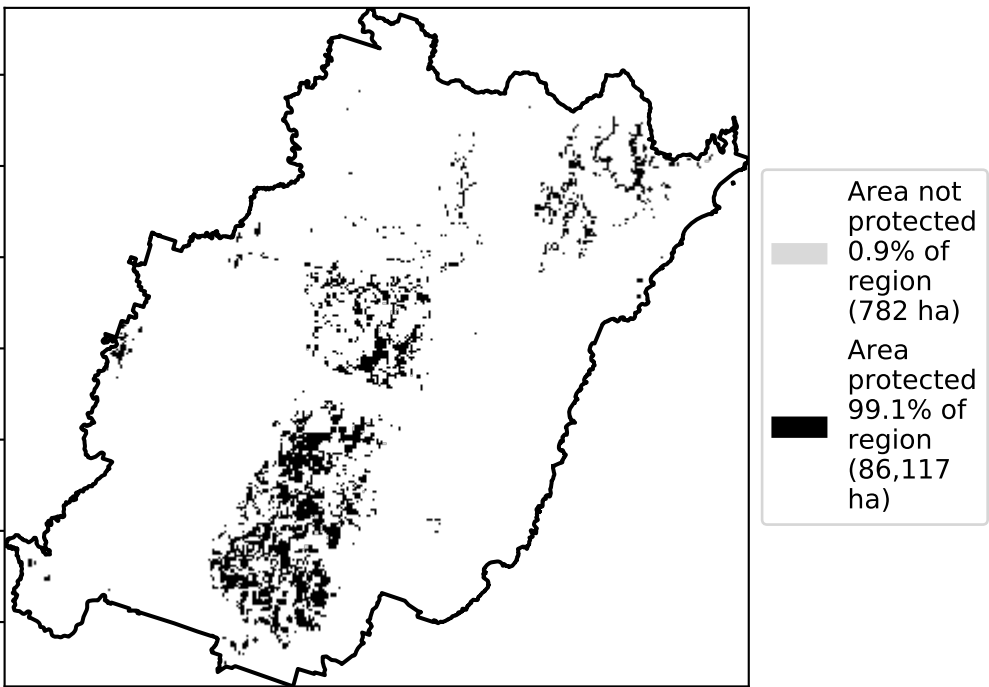 Area not
protected
0.9% of
region
(782 ha)
Area
protected
99.1% of
region
(86,117
ha)